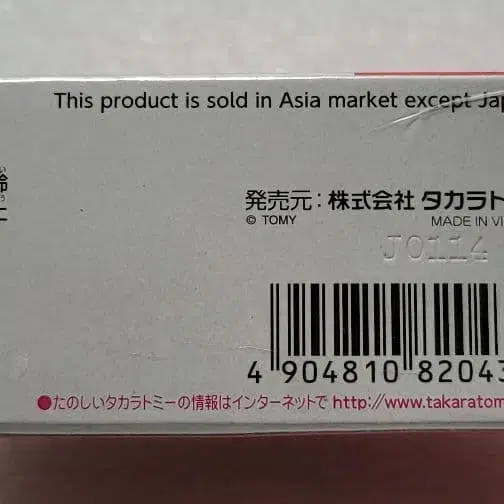 This product is sold in Asia market except Jap
齢
い
発売元：株式会社 タカラト
© TOMY
MADE IN VI
J0114
4 904810 82043
●たのしいタカラトミーの情報はインターネットで http://www.takaratom